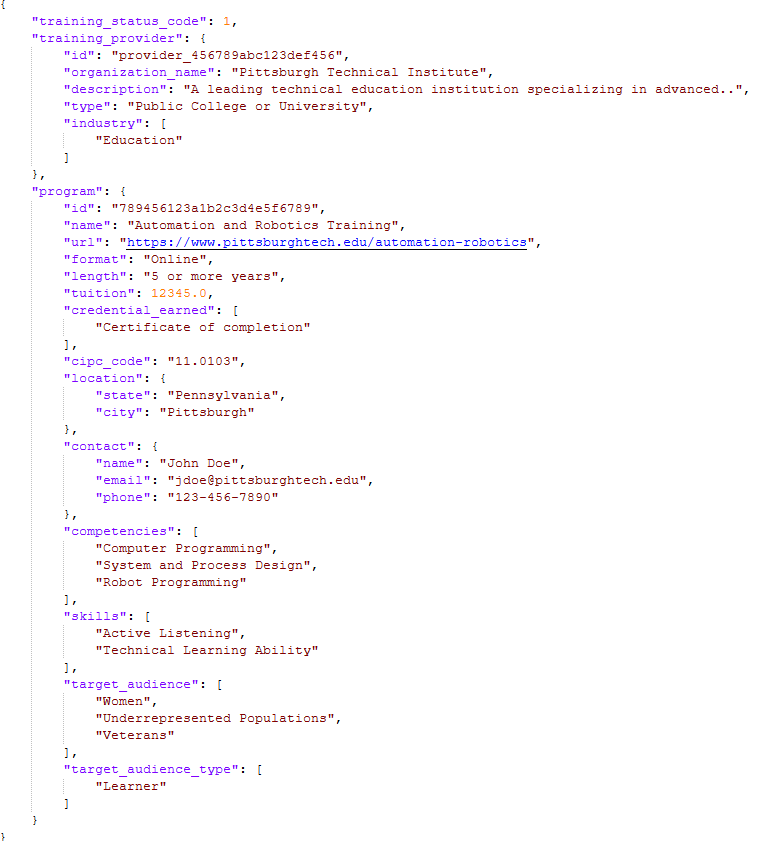 {
    "training_status_code": 1,
    "training_provider": {
        "id": "provider_456789abc123def456",
        "organization_name": "Pittsburgh Technical Institute",
        "description": "A leading technical education institution specializing in advanced..",
        "type": "Public College or University",
        "industry": [
            "Education"
        ]
    },
    "program": {
        "id": "789456123a1b2c3d4e5f6789",
        "name": "Automation and Robotics Training",
        "url": "https://www.pittsburghtech.edu/automation-robotics",
        "format": "Online",
        "length": "5 or more years",
        "tuition": 12345.0,
        "credential_earned": [
            "Certificate of completion"
        ],
        "cipc_code": "11.0103",
        "location": {
            "state": "Pennsylvania",
            "city": "Pittsburgh"
        },
        "contact": {
            "name": "John Doe",
            "email": "jdoe@pittsburghtech.edu",
            "phone": "123-456-7890"
        },
        "competencies": [
            "Computer Programming",
            "System and Process Design",
            "Robot Programming"
        ],
        "skills": [
            "Active Listening",
            "Technical Learning Ability"
        ],
        "target_audience": [
            "Women",
            "Underrepresented Populations",
            "Veterans"
        ],
        "target_audience_type": [
            "Learner"
        ]
    }
}